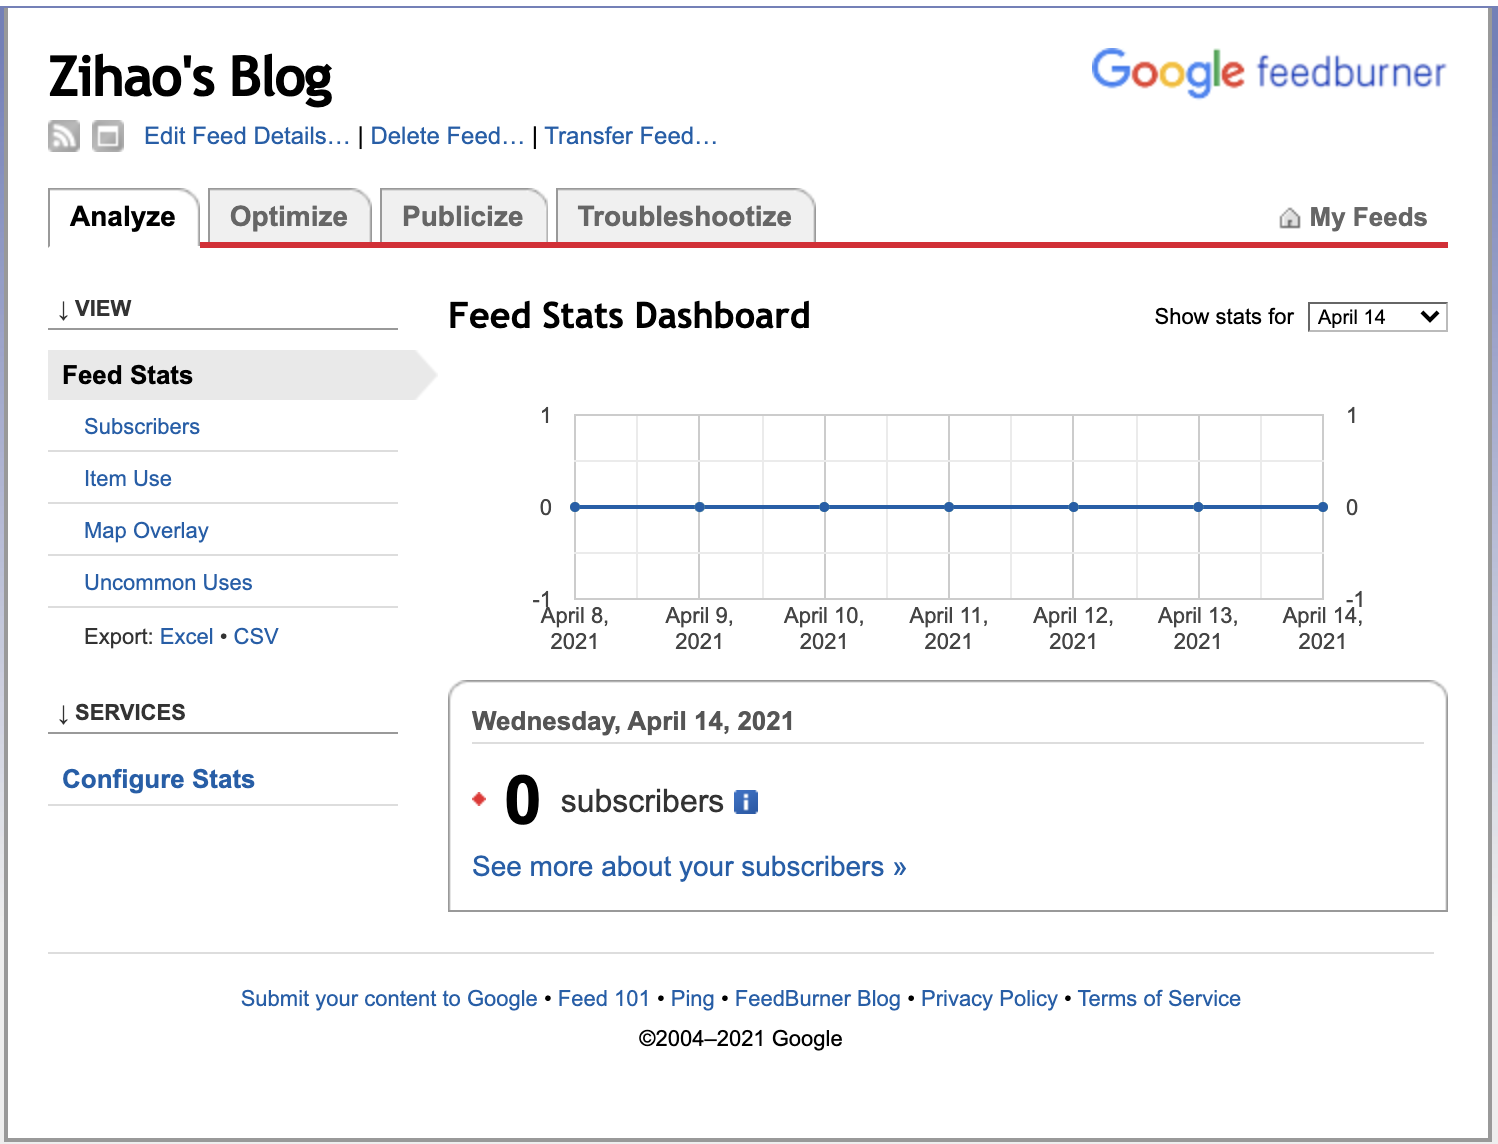 Zihao's Blog
Google feedburner
Edit Feed Details… | Delete Feed… | Transfer Feed…
Analyze
Optimize
Publicize
Troubleshootize
My Feeds
↓ VIEW
Feed Stats
Subscribers
Item Use
Map Overlay
Uncommon Uses
Export: Excel • CSV
↓ SERVICES
Configure Stats
Feed Stats Dashboard
Show stats for April 14
1 1
0 0
-1 -1
April 8, 2021
April 9, 2021
April 10, 2021
April 11, 2021
April 12, 2021
April 13, 2021
April 14, 2021
Wednesday, April 14, 2021
0 subscribers i
See more about your subscribers »
Submit your content to Google • Feed 101 • Ping • FeedBurner Blog • Privacy Policy • Terms of Service
©2004–2021 Google